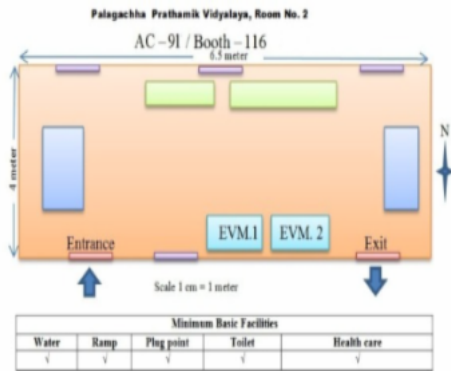 Palagachha Prathamik Vidyalaya, Room No. 2
AC –91 / Booth –116
6.5 meter
4 meter
N
EVM.1 EVM. 2
Entrance Exit
Scale 1 cm = 1 meter
Minimum Basic Facilities
Water Ramp Plug point Toilet Health care
√ √ √ √ √